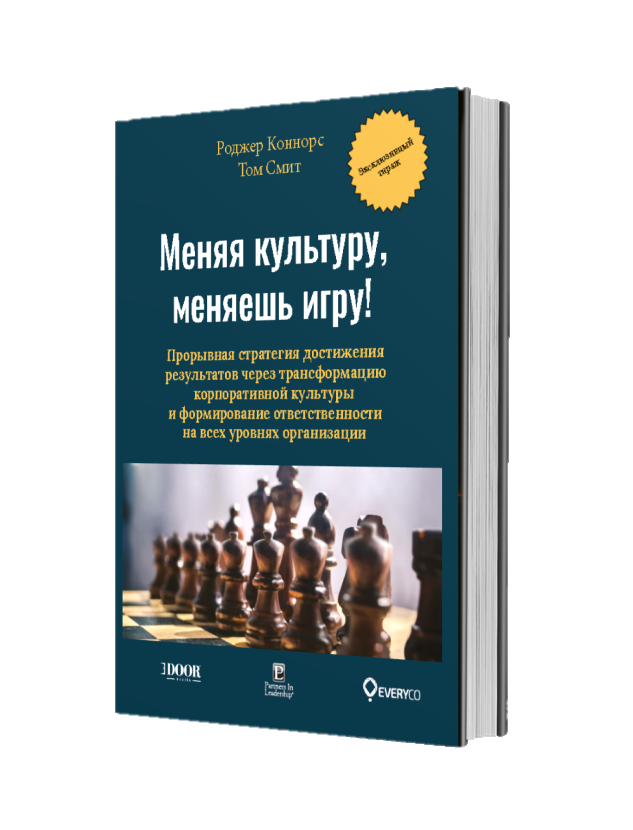 Роджер Коннорс
Том Смит
Эксклюзивный
тираж
Меняя культуру,
меняешь игру!
Прорывная стратегия достижения
результатов через трансформацию
корпоративной культуры
и формирование ответственности
на всех уровнях организации
DOOR
Partners In
Leadership
EVERYCO